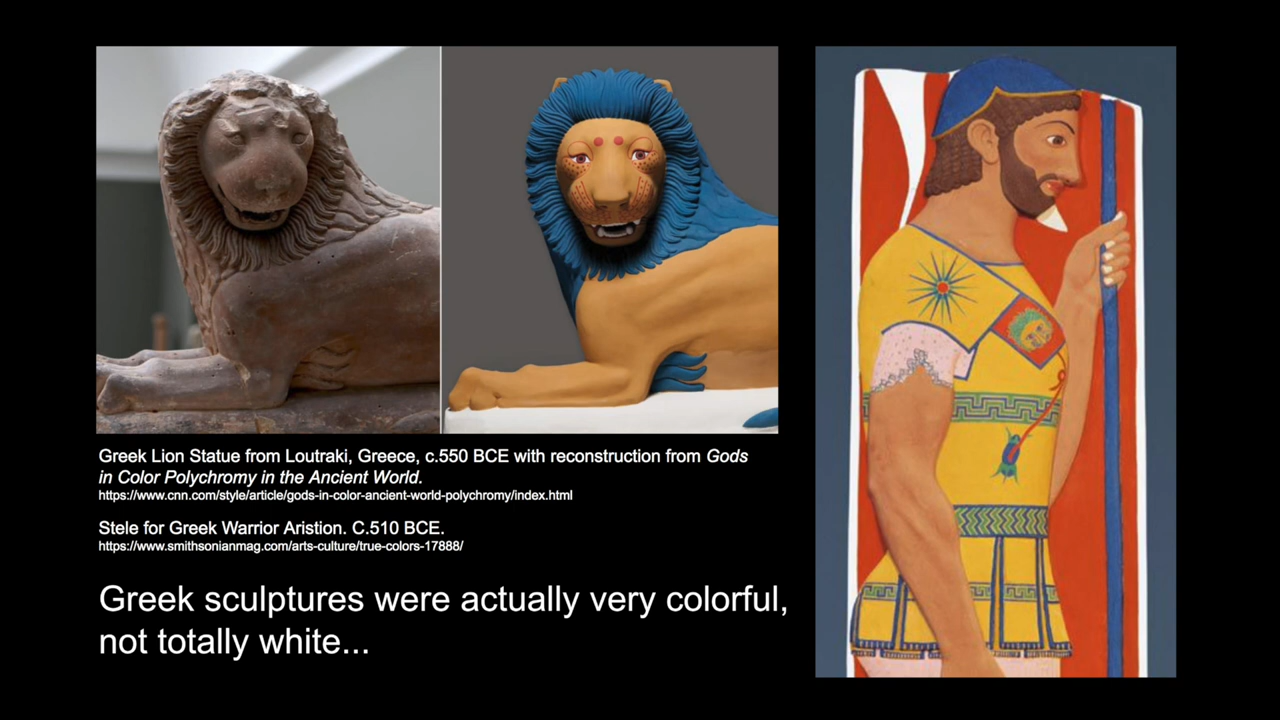 Greek Lion Statue from Loutraki, Greece, c.550 BCE with reconstruction from Gods
in Color Polychromy in the Ancient World.
https://www.cnn.com/style/article/gods-in-color-ancient-world-polychromy/index.html
Stele for Greek Warrior Aristion. C.510 BCE.
https://www.smithsonianmag.com/arts-culture/true-colors-17888/
Greek sculptures were actually very colorful,
not totally white...